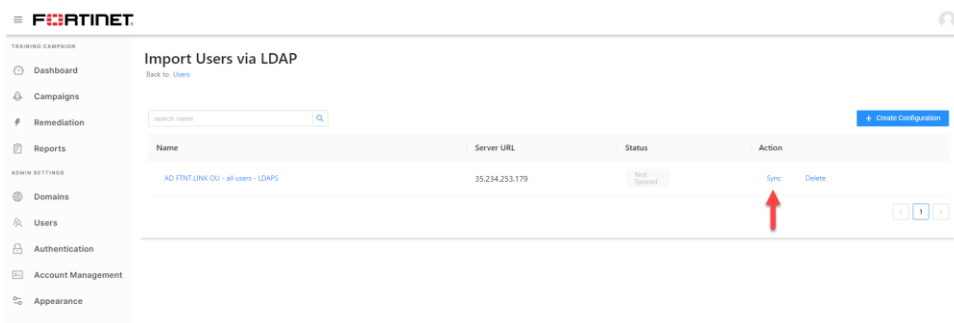 FORTINET
TRAINING CAMPAIGN
Dashboard
Campaigns
Remediation
Reports
ADMIN SETTINGS
Domains
Users
Authentication
Account Management
Appearance
Import Users via LDAP
Back to Users
search name
+ Create Configuration
Name Server URL Status Action
AD FTNT.LINK OU - all users - LDAPS 35.234.253.179 Not Synced Sync Delete
< 1 >